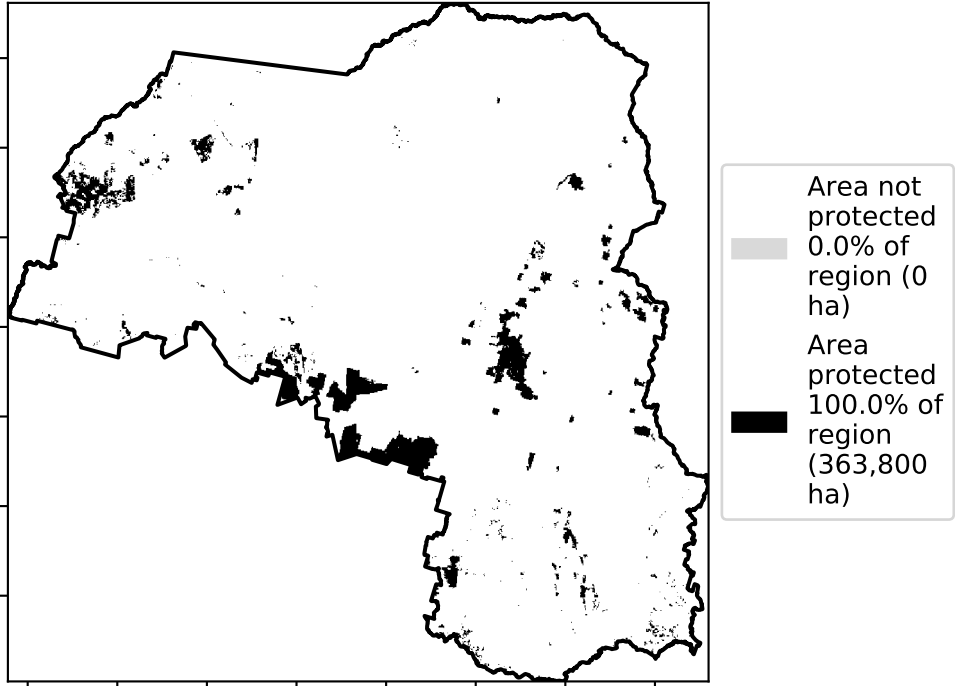 Area not
protected
0.0% of
region (0
ha)
Area
protected
100.0% of
region
(363,800
ha)